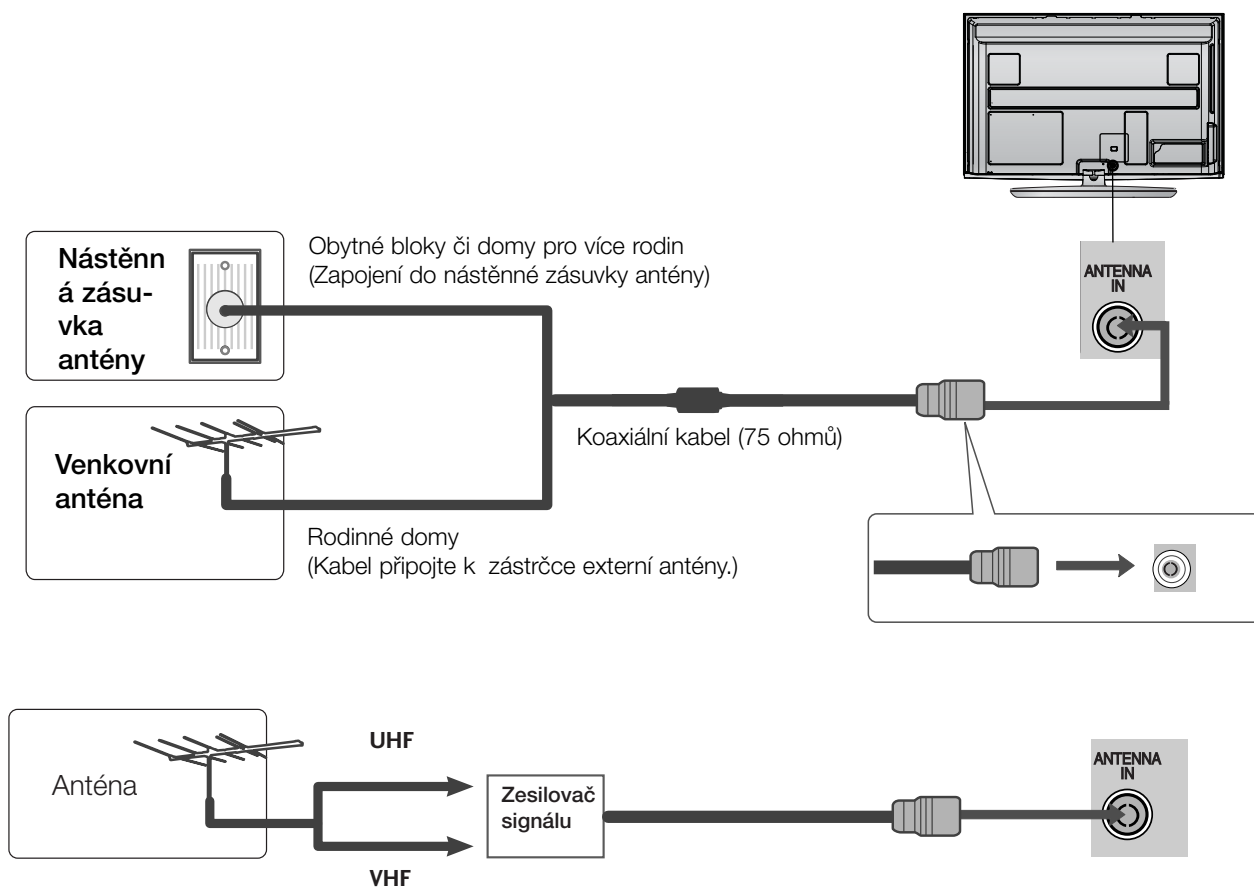 Obytné bloky či domy pro více rodin
(Zapojení do nástěnné zásuvky antény)
Nástěnn
á zásu-
vka
antény
ANTENNA
IN
Koaxiální kabel (75 ohmů)
Venkovní
anténa
Rodinné domy
(Kabel připojte k zástrčce externí antény.)
UHF
Anténa
Zesilovač
signálu
VHF
ANTENNA
IN